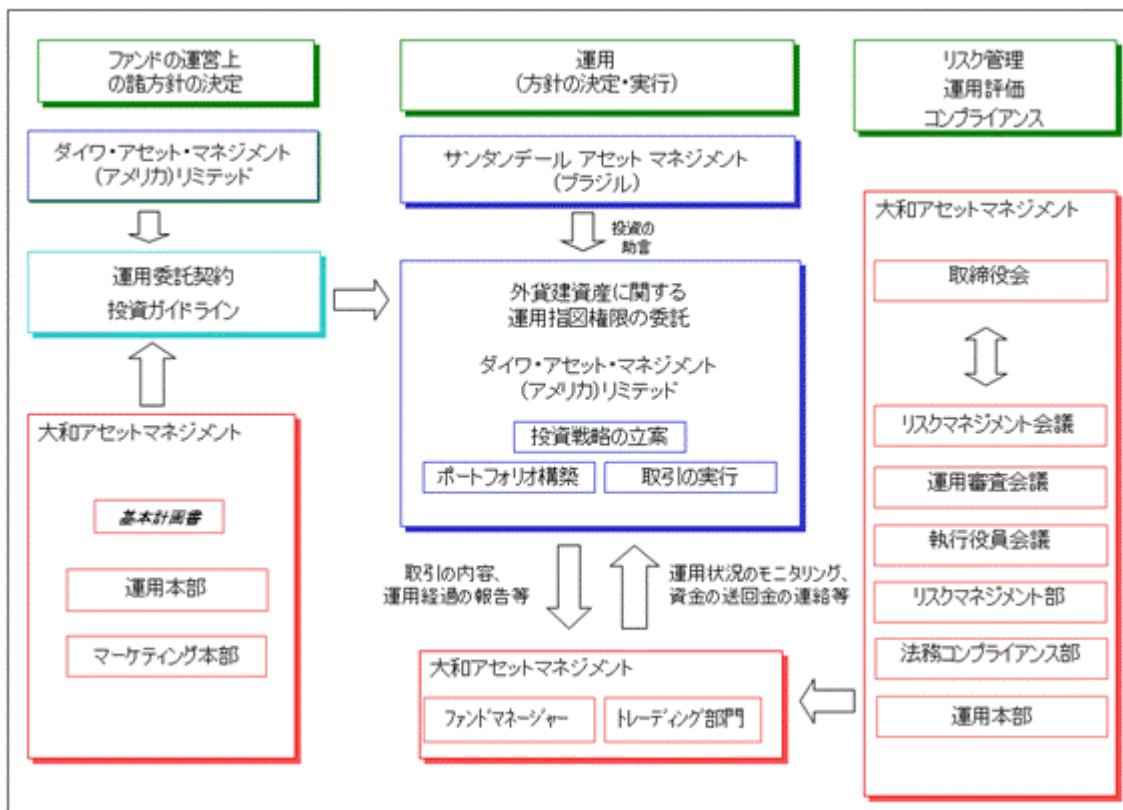 ファンドの運営上
の諸方針の決定
運用
(方針の決定・実行)
リスク管理
運用評価
コンプライアンス
ダイワ・アセット・マネジメント
(アメリカ)リミテッド
サンタンデール アセット マネジメント
(ブラジル)
投資の
助言
運用委託契約
投資ガイドライン
外貨建資産に関する
運用指図権限の委託
ダイワ・アセット・マネジメント
(アメリカ)リミテッド
投資戦略の立案
ポートフォリオ構築
取引の実行
大和アセットマネジメント
基本計画書
運用本部
マーケティング本部
取引の内容、
運用経過の報告等
運用状況のモニタリング、
資金の送回金の連絡等
大和アセットマネジメント
ファンドマネージャー
トレーディング部門
大和アセットマネジメント
取締役会
リスクマネジメント会議
運用審査会議
執行役員会議
リスクマネジメント部
法務コンプライアンス部
運用本部